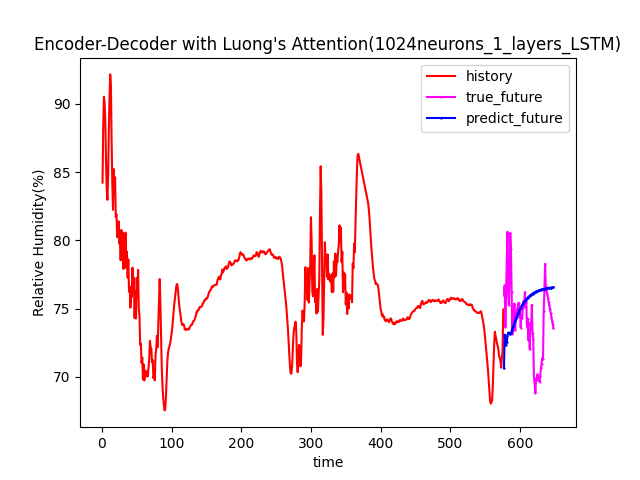 Encoder-Decoder with Luong's Attention(1024neurons_1_layers_LSTM)
history
true_future
predict_future
Relative Humidity(%)
90
85
80
75
70
0 100 200 300 400 500 600
time